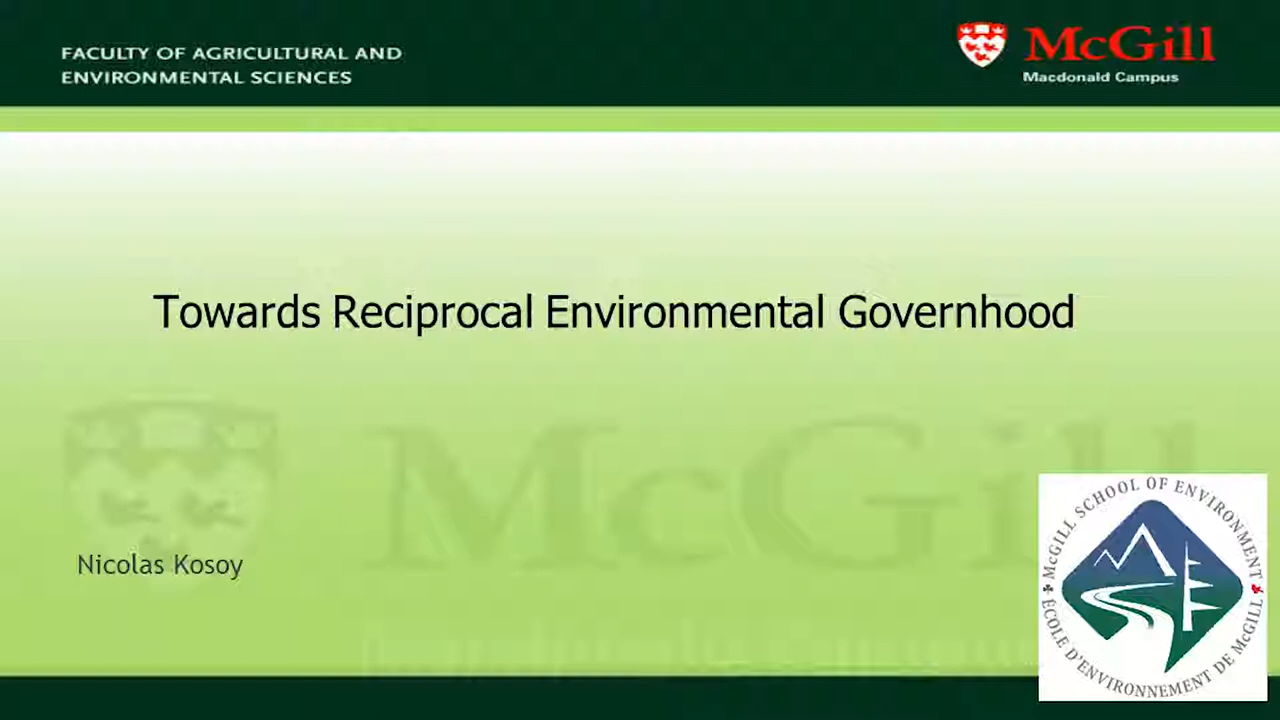 FACULTY OF AGRICULTURAL AND
ENVIRONMENTAL SCIENCES
McGill
Macdonald Campus
Towards Reciprocal Environmental Governhood
McGill
Nicolas Kosoy
McGILL SCHOOL OF ENVIRONMENT
ÉCOLE D'ENVIRONNEMENT DE McGILL